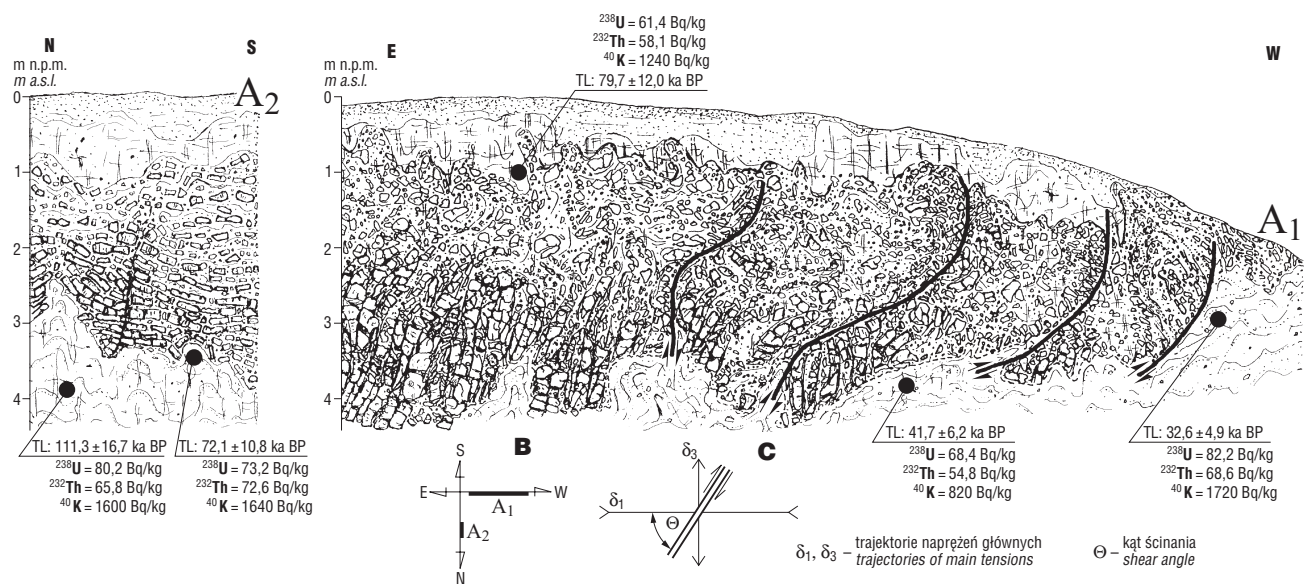 N
S
m n.p.m.
m a.s.l.
0
1
2
3
4
A₂
E
W
m n.p.m.
m a.s.l.
0
1
2
3
4
A₁
²³⁸U = 61,4 Bq/kg
²³²Th = 58,1 Bq/kg
⁴⁰K = 1240 Bq/kg
TL: 79,7 ± 12,0 ka BP
TL: 111,3 ± 16,7 ka BP
²³⁸U = 80,2 Bq/kg
²³²Th = 65,8 Bq/kg
⁴⁰K = 1600 Bq/kg
TL: 72,1 ± 10,8 ka BP
²³⁸U = 73,2 Bq/kg
²³²Th = 72,6 Bq/kg
⁴⁰K = 1640 Bq/kg
TL: 41,7 ± 6,2 ka BP
²³⁸U = 68,4 Bq/kg
²³²Th = 54,8 Bq/kg
⁴⁰K = 820 Bq/kg
TL: 32,6 ± 4,9 ka BP
²³⁸U = 82,2 Bq/kg
²³²Th = 68,6 Bq/kg
⁴⁰K = 1720 Bq/kg
B
S
E
W
A₁
A₂
N
C
δ₃
δ₁
Θ
δ₁, δ₃ – trajektorie naprężeń głównych
trajectories of main tensions
Θ – kąt ścinania
shear angle